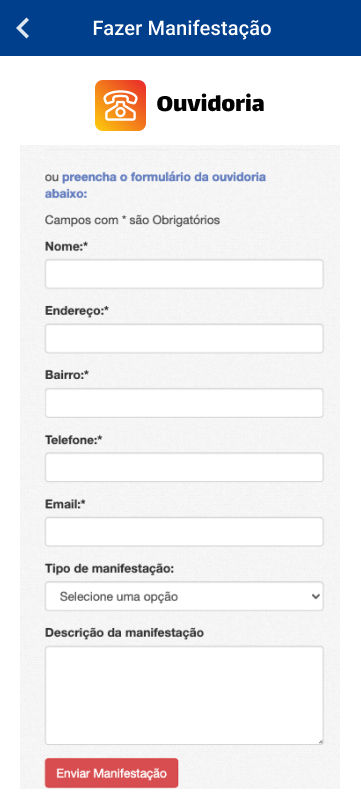 Fazer Manifestação
Ouvidoria
ou preencha o formulário da ouvidoria
abaixo:
Campos com * são Obrigatórios
Nome:*
Endereço:*
Bairro:*
Telefone:*
Email:*
Tipo de manifestação:
Selecione uma opção
Descrição da manifestação
Enviar Manifestação